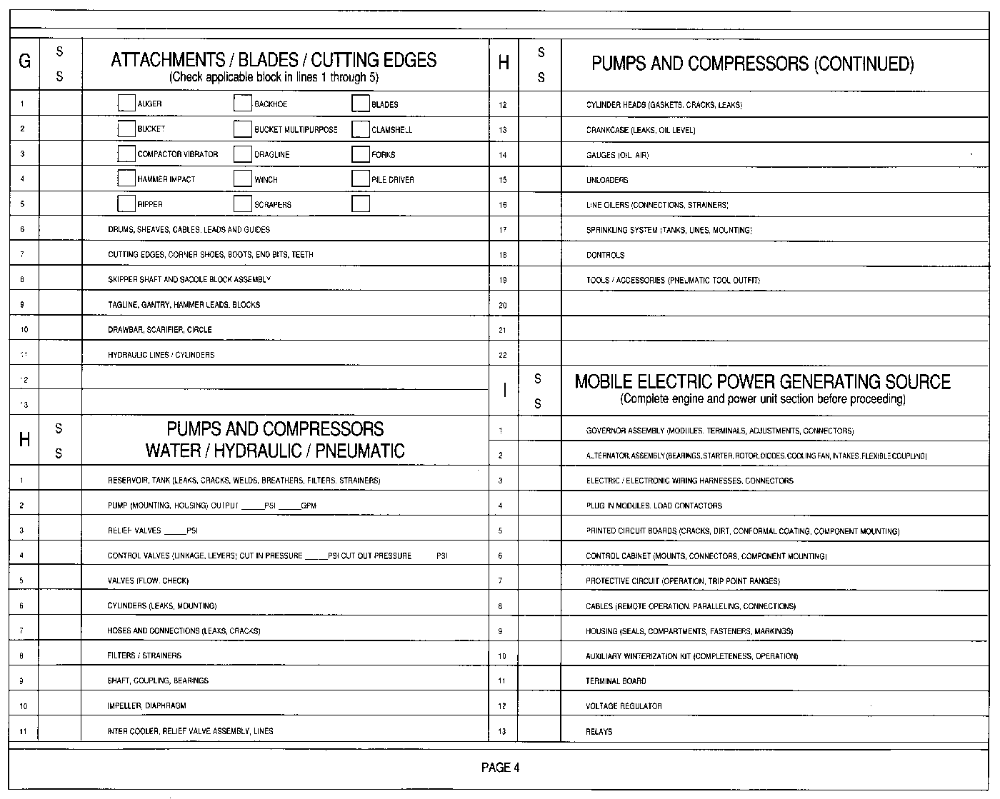 G
S
S
ATTACHMENTS / BLADES / CUTTING EDGES
(Check applicable block in lines 1 through 5)
1 AUGER BACKHOE BLADES
2 BUCKET BUCKET MULTIPURPOSE CLAMSHELL
3 COMPACTOR VIBRATOR DRAGLINE FORKS
4 HAMMER IMPACT WINCH PILE DRIVER
5 RIPPER SCRAPERS
6 DRUMS, SHEAVES, CABLES, LEADS AND GUIDES
7 CUTTING EDGES, CORNER SHOES, BOOTS, END BITS, TEETH
8 SKIPPER SHAFT AND SADDLE BLOCK ASSEMBLY
9 TAGLINE, GANTRY, HAMMER LEADS, BLOCKS
10 DRAWBAR, SCARIFIER, CIRCLE
11 HYDRAULIC LINES / CYLINDERS
12
13
H
S
S
PUMPS AND COMPRESSORS
WATER / HYDRAULIC / PNEUMATIC
1 RESERVOIR, TANK (LEAKS, CRACKS, WELDS, BREATHERS, FILTERS, STRAINERS)
2 PUMP (MOUNTING, HOUSING) OUTPUT _____PSI _____GPM
3 RELIEF VALVES _____PSI
4 CONTROL VALVES (LINKAGE, LEVERS) CUT IN PRESSURE _____PSI CUT OUT PRESSURE PSI
5 VALVES (FLOW, CHECK)
6 CYLINDERS (LEAKS, MOUNTING)
7 HOSES AND CONNECTIONS (LEAKS, CRACKS)
8 FILTERS / STRAINERS
9 SHAFT, COUPLING, BEARINGS
10 IMPELLER, DIAPHRAGM
11 INTER COOLER, RELIEF VALVE ASSEMBLY, LINES
H
S
S
PUMPS AND COMPRESSORS (CONTINUED)
12 CYLINDER HEADS (GASKETS, CRACKS, LEAKS)
13 CRANKCASE (LEAKS, OIL LEVEL)
14 GAUGES (OIL, AIR)
15 UNLOADERS
16 LINE OILERS (CONNECTIONS, STRAINERS)
17 SPRINKLING SYSTEM (TANKS, LINES, MOUNTING)
18 CONTROLS
19 TOOLS / ACCESSORIES (PNEUMATIC TOOL OUTFIT)
20
21
22
I
S
S
MOBILE ELECTRIC POWER GENERATING SOURCE
(Complete engine and power unit section before proceeding)
1 GOVERNOR ASSEMBLY (MODULES, TERMINALS, ADJUSTMENTS, CONNECTORS)
2 ALTERNATOR, ASSEMBLY (BEARINGS, STARTER, ROTOR, DIODES, COOLING FAN, INTAKES, FLEXIBLE COUPLING)
3 ELECTRIC / ELECTRONIC WIRING HARNESSES, CONNECTORS
4 PLUG IN MODULES, LOAD CONTACTORS
5 PRINTED CIRCUIT BOARDS (CRACKS, DIRT, CONFORMAL COATING, COMPONENT MOUNTING)
6 CONTROL CABINET (MOUNTS, CONNECTORS, COMPONENT MOUNTING)
7 PROTECTIVE CIRCUIT (OPERATION, TRIP POINT RANGES)
8 CABLES (REMOTE OPERATION, PARALLELING, CONNECTIONS)
9 HOUSING (SEALS, COMPARTMENTS, FASTENERS, MARKINGS)
10 AUXILIARY WINTERIZATION KIT (COMPLETENESS, OPERATION)
11 TERMINAL BOARD
12 VOLTAGE REGULATOR
13 RELAYS
PAGE 4